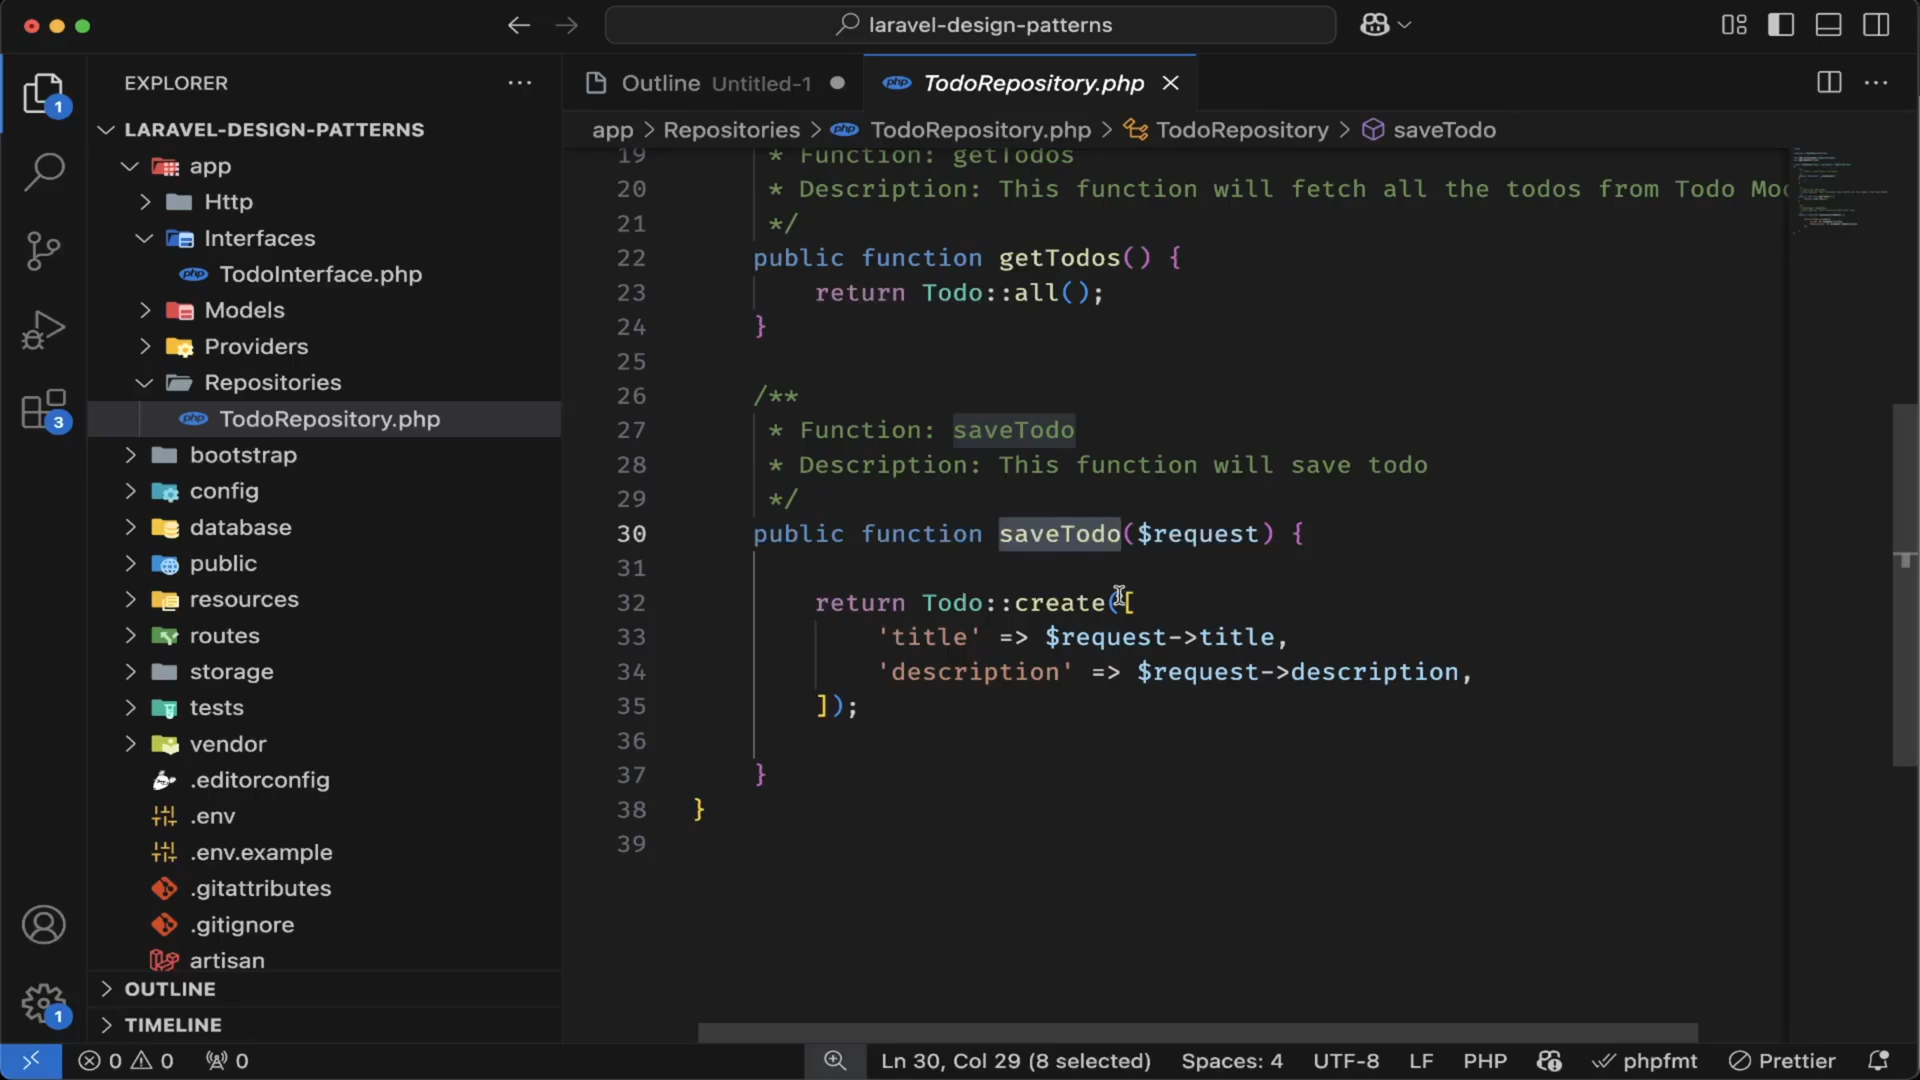 laravel-design-patterns
EXPLORER
Outline Untitled-1
TodoRepository.php
LARAVEL-DESIGN-PATTERNS
app > Repositories > TodoRepository.php > TodoRepository > saveTodo
app
Http
Interfaces
TodoInterface.php
Models
Providers
Repositories
TodoRepository.php
bootstrap
config
database
public
resources
routes
storage
tests
vendor
.editorconfig
.env
.env.example
.gitattributes
.gitignore
artisan
OUTLINE
TIMELINE
1
3
1
19 * Function: getTodos
20 * Description: This function will fetch all the todos from Todo
21 */
22 public function getTodos() {
23 return Todo::all();
24 }
25
26 /**
27 * Function: saveTodo
28 * Description: This function will save todo
29 */
30 public function saveTodo($request) {
31
32 return Todo::create([
33 'title' => $request->title,
34 'description' => $request->description,
35 ]);
36
37 }
38 }
39
0 0 0 Ln 30, Col 29 (8 selected) Spaces: 4 UTF-8 LF PHP phpfmt Prettier